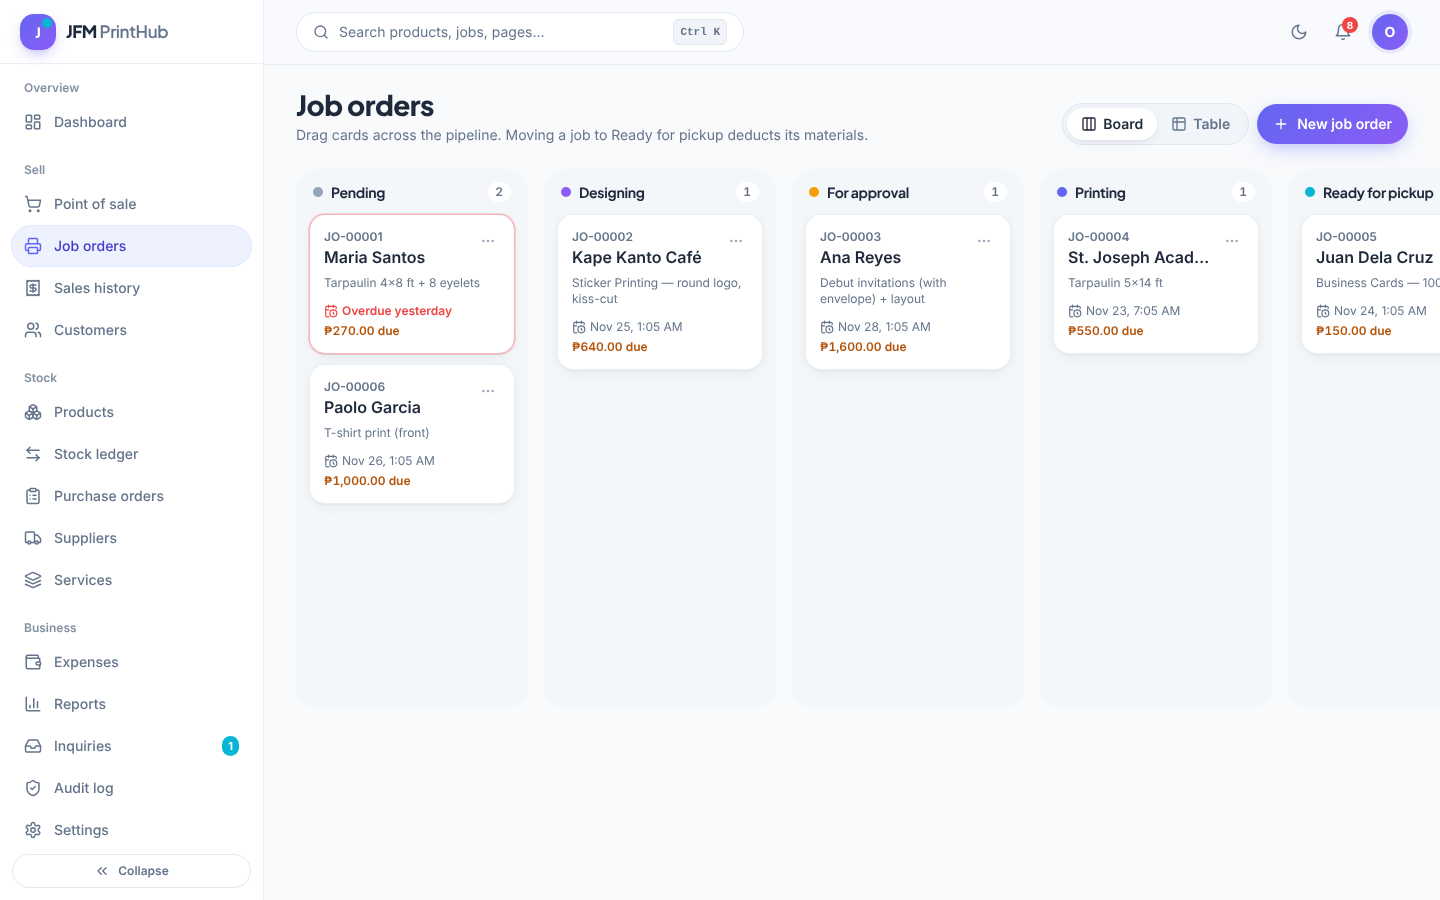 J
JFM PrintHub
Search products, jobs, pages...
Ctrl K
8
O
Overview
Dashboard
Sell
Point of sale
Job orders
Sales history
Customers
Stock
Products
Stock ledger
Purchase orders
Suppliers
Services
Business
Expenses
Reports
Inquiries
1
Audit log
Settings
Collapse
Job orders
Drag cards across the pipeline. Moving a job to Ready for pickup deducts its materials.
Board
Table
New job order
Pending
2
JO-00001
Maria Santos
Tarpaulin 4×8 ft + 8 eyelets
Overdue yesterday
₱270.00 due
JO-00006
Paolo Garcia
T-shirt print (front)
Nov 26, 1:05 AM
₱1,000.00 due
Designing
1
JO-00002
Kape Kanto Café
Sticker Printing — round logo,
kiss-cut
Nov 25, 1:05 AM
₱640.00 due
For approval
1
JO-00003
Ana Reyes
Debut invitations (with
envelope) + layout
Nov 28, 1:05 AM
₱1,600.00 due
Printing
1
JO-00004
St. Joseph Acad...
Tarpaulin 5×14 ft
Nov 23, 7:05 AM
₱550.00 due
Ready for pickup
JO-00005
Juan Dela Cruz
Business Cards — 100
Nov 24, 1:05 AM
₱150.00 due